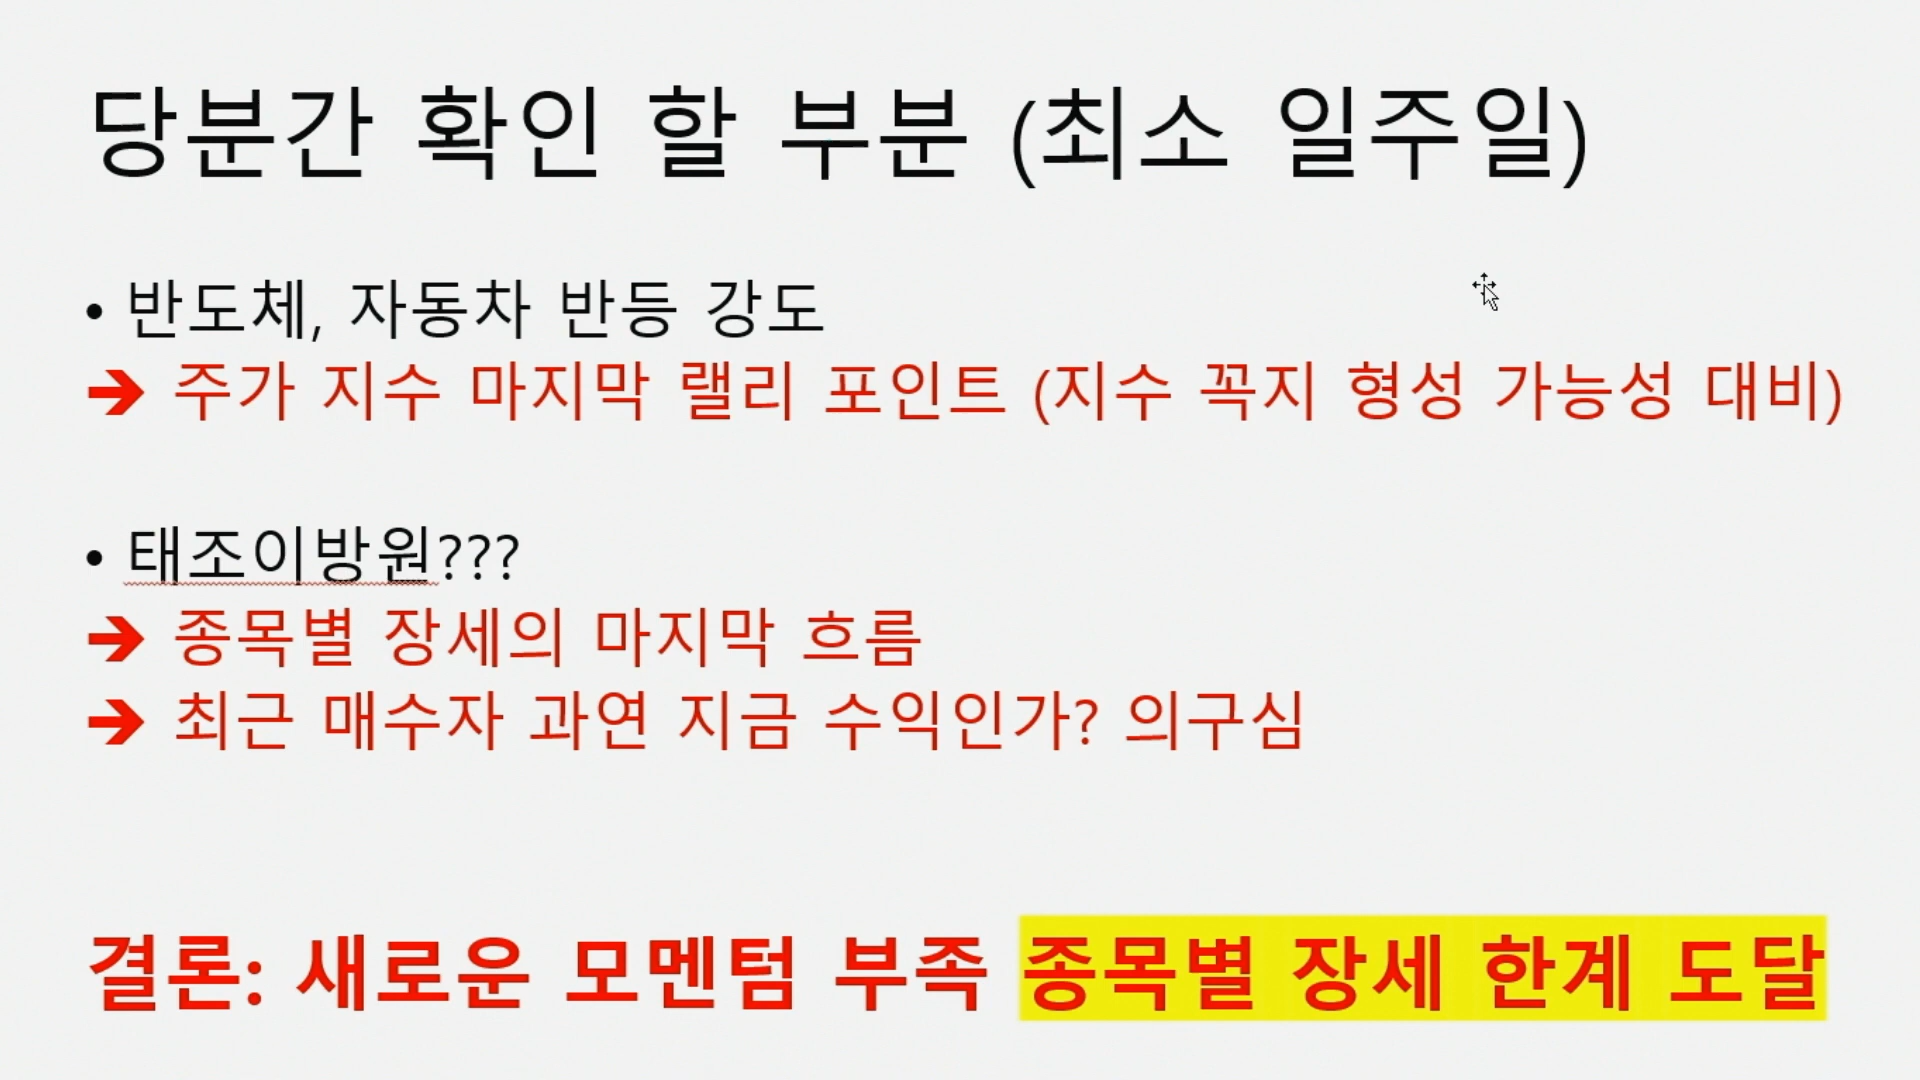 당분간 확인 할 부분 (최소 일주일)
• 반도체, 자동차 반등 강도
➔ 주가 지수 마지막 랠리 포인트 (지수 꼭지 형성 가능성 대비)
• 태조이방원???
➔ 종목별 장세의 마지막 흐름
➔ 최근 매수자 과연 지금 수익인가? 의구심
결론: 새로운 모멘텀 부족 종목별 장세 한계 도달